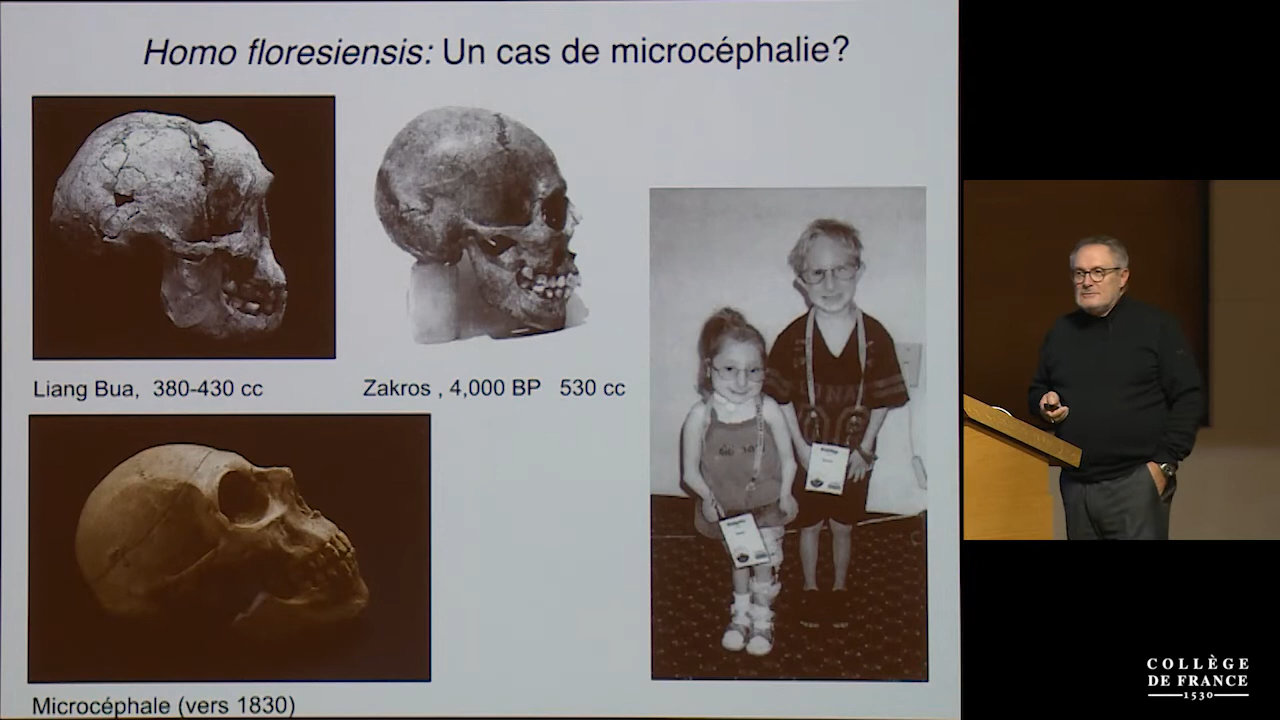 Homo floresiensis: Un cas de microcéphalie?
Liang Bua, 380-430 cc
Zakros , 4,000 BP 530 cc
Microcéphale (vers 1830)
COLLÈGE
DE FRANCE
1530